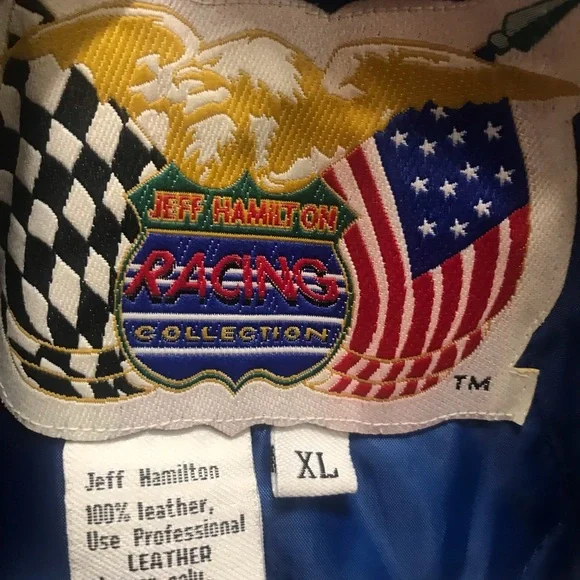 JEFF HAMILTON
RACING
COLLECTION
TM
XL
Jeff Hamilton
100% leather,
Use Professional
LEATHER